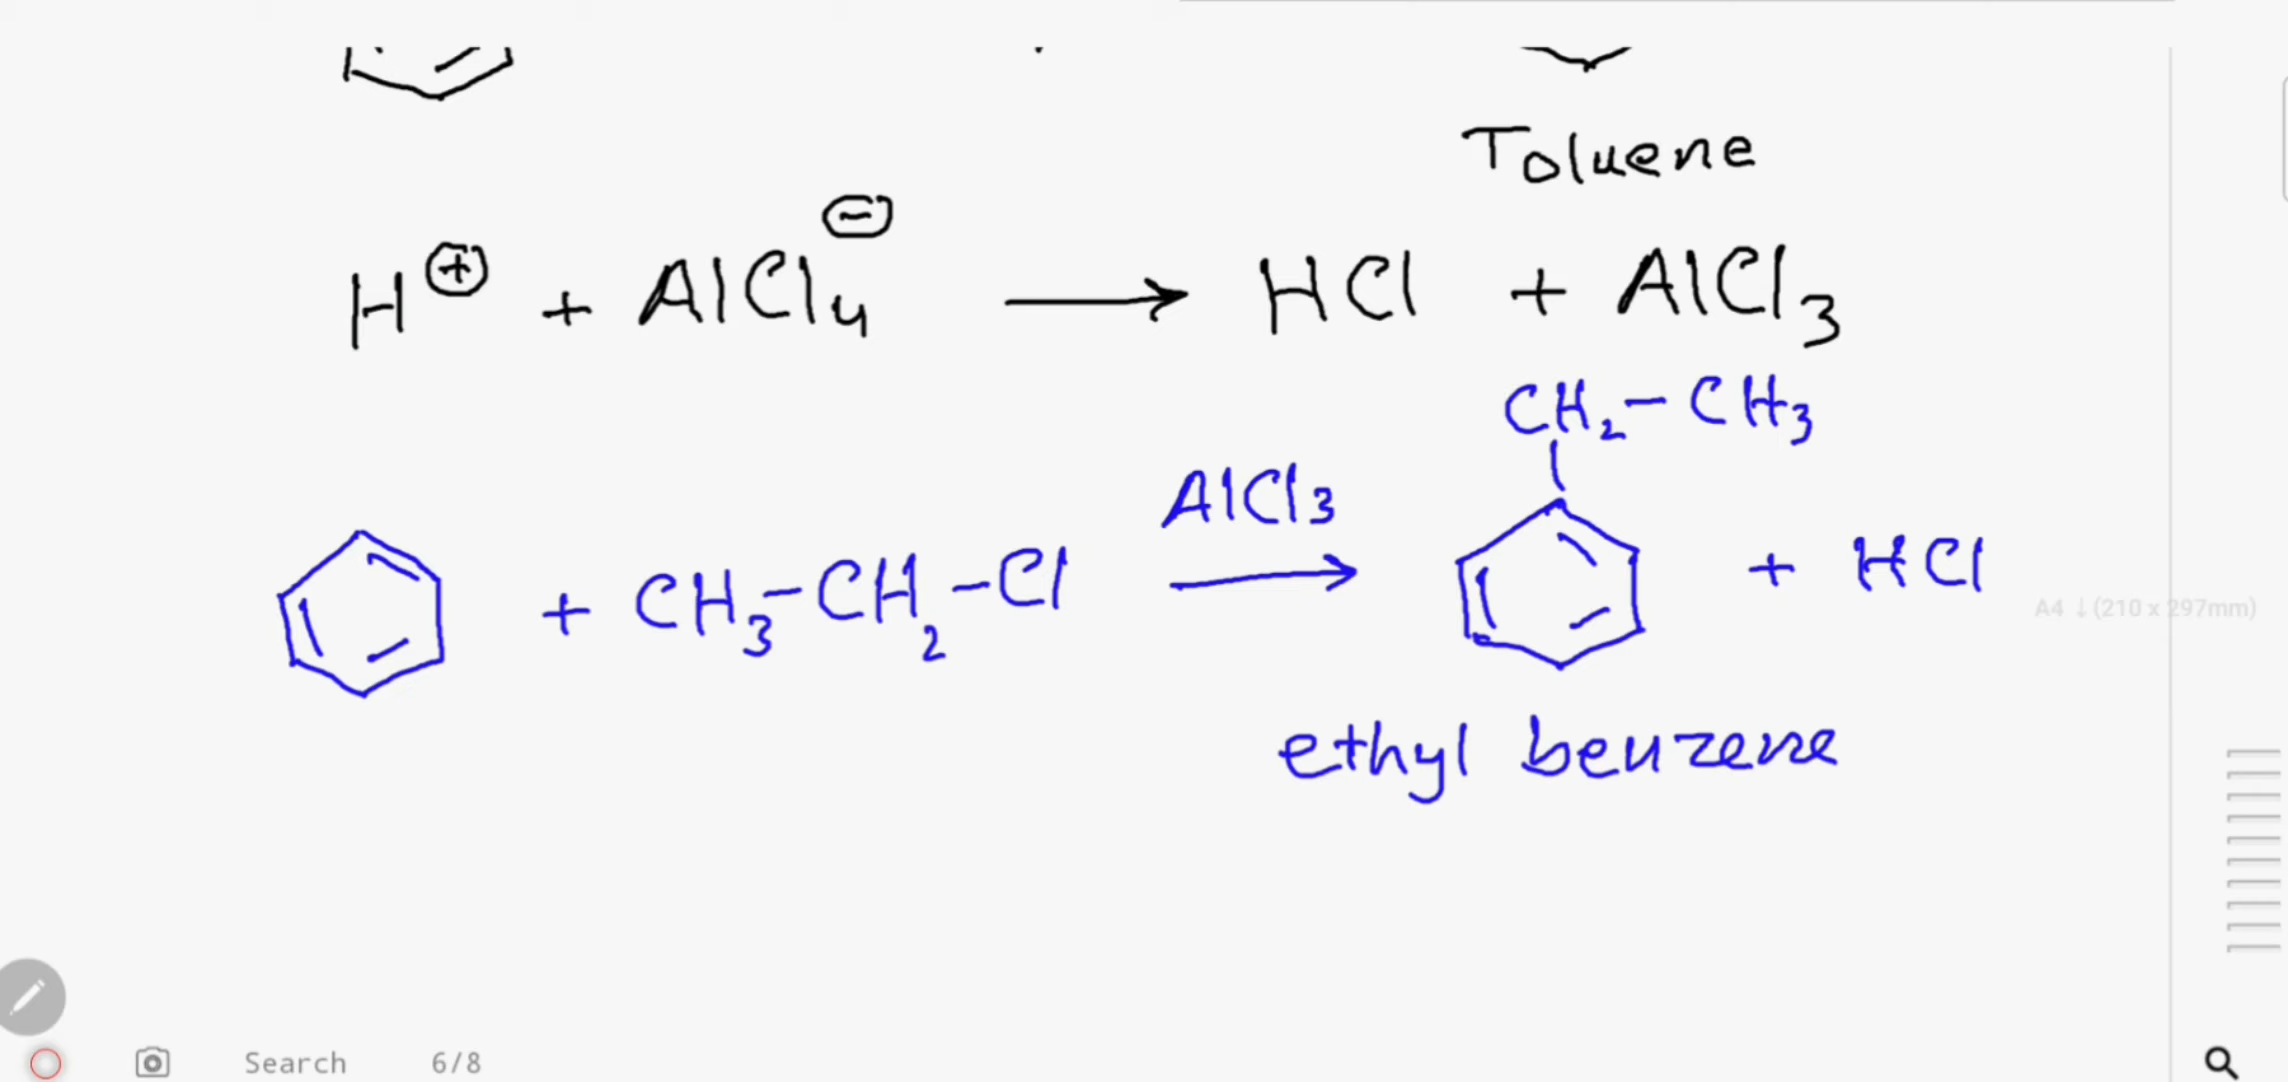 Toluene
H⊕ + AlCl₄⊖ → HCl + AlCl₃
CH₂-CH₃
AlCl₃
+ CH₃-CH₂-Cl → + HCl
A4 ↓(210 x 297mm)
ethyl benzene
Search 6/8